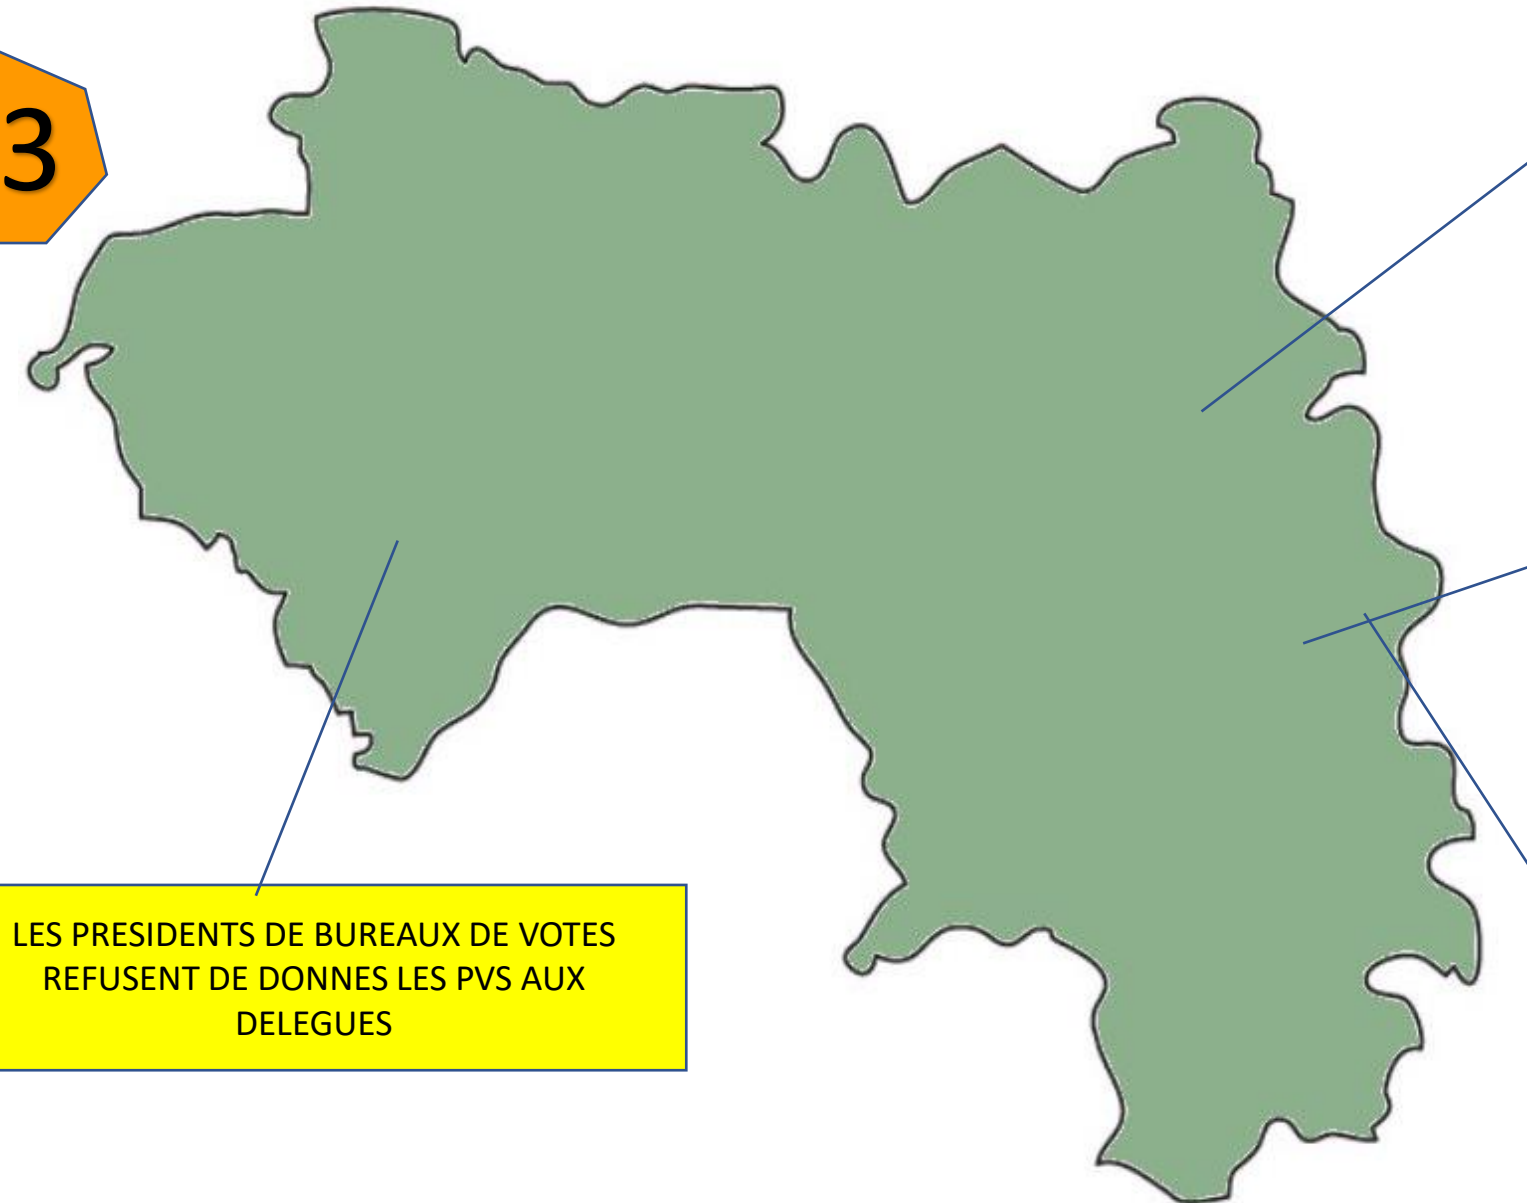 3
LES PRESIDENTS DE BUREAUX DE VOTES
REFUSENT DE DONNES LES PVS AUX
DELEGUES